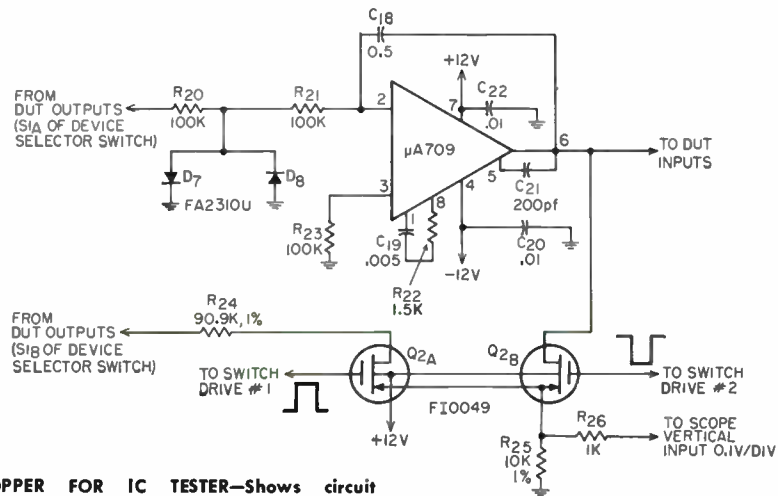 C18
0.5
+12V
C22
.01
FROM
DUT OUTPUTS
(S1A OF DEVICE
SELECTOR SWITCH)
R20
100K
R21
100K
2
7
μA709
6
TO DUT
INPUTS
5
C21
200pf
D7
D8
FA2310U
3
4
1
8
R23
100K
C19
.005
C20
.01
-12V
R22
1.5K
R24
90.9K, 1%
FROM
DUT OUTPUTS
(S1B OF DEVICE
SELECTOR SWITCH)
Q2A
Q2B
TO SWITCH
DRIVE #1
TO SWITCH
DRIVE #2
FI0049
+12V
R26
1K
TO SCOPE
VERTICAL
INPUT 0.1V/DIV
R25
10K
1%
OPPER FOR IC TESTER—Shows circuit